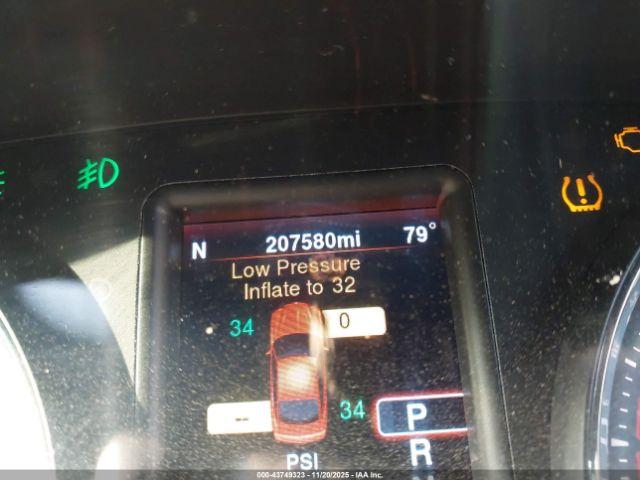 N 207580mi 79°
Low Pressure
Inflate to 32
34 0
-- 34
P
PSI R
000-43749323 - 11/20/2025 - IAA Inc.